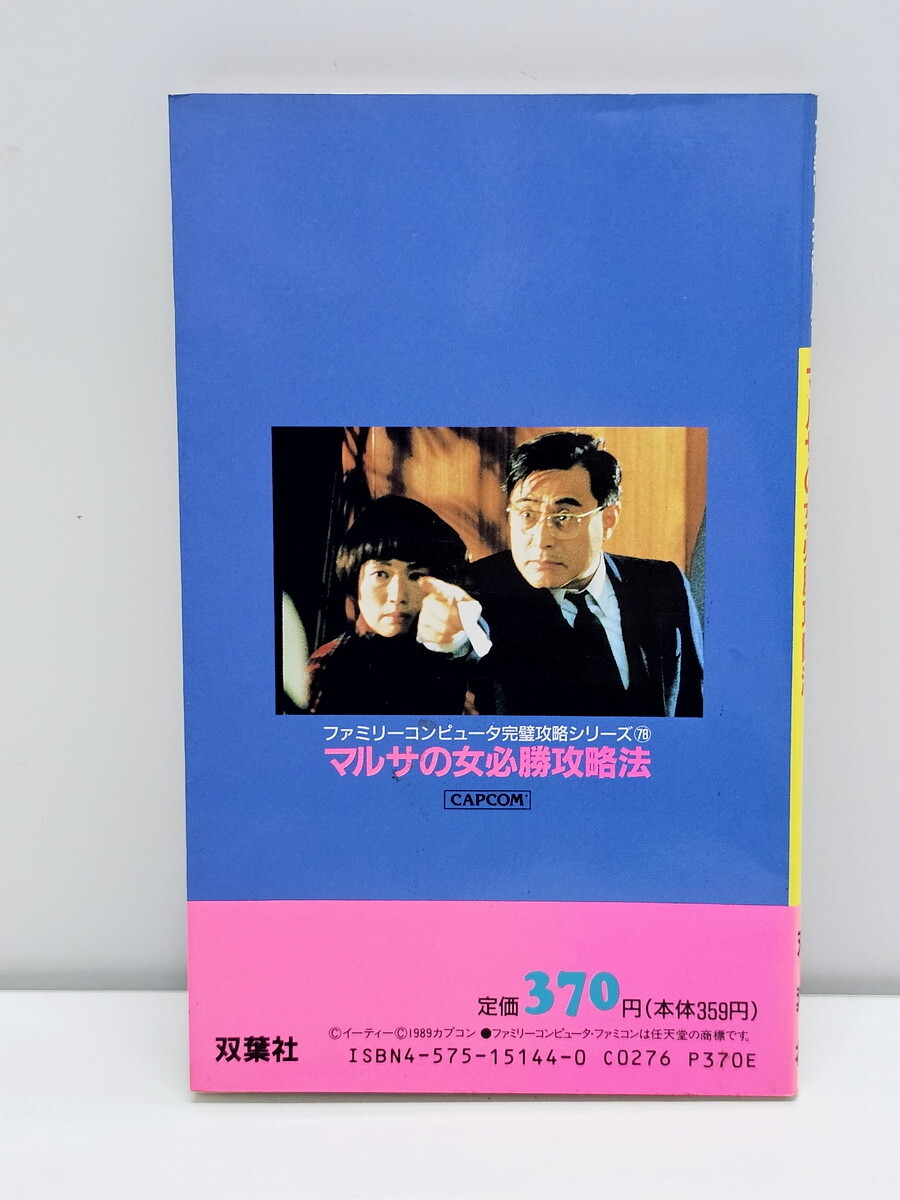 ファミリーコンピュータ完璧攻略シリーズ㊆⑧
マルサの女必勝攻略法
CAPCOM
定価370円(本体359円)
Ⓒイーティー Ⓒ1989カプコン ●ファミリーコンピュータ・ファミコンは任天堂の商標です。
双葉社
ISBN4-575-15144-0 C0276 P370E